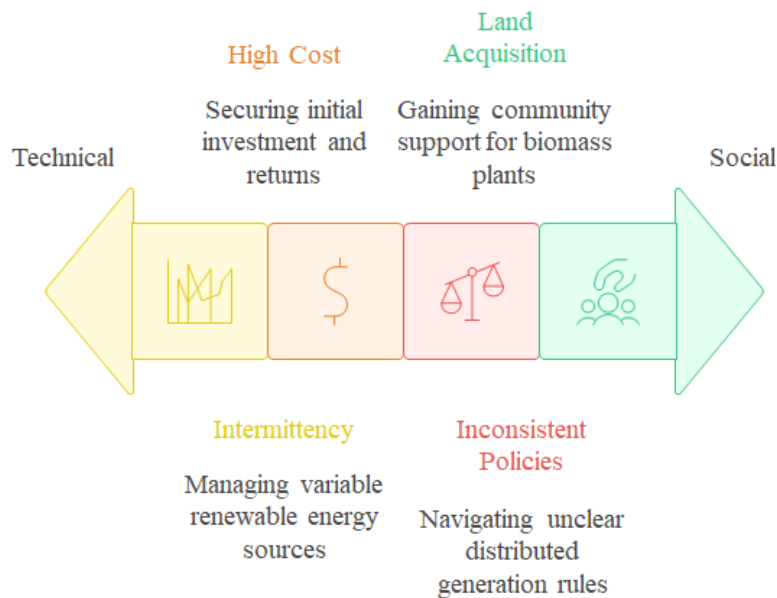 High Cost
Securing initial
investment and
returns
Land
Acquisition
Gaining community
support for biomass
plants
Technical
Social
Intermittency
Managing variable
renewable energy
sources
Inconsistent
Policies
Navigating unclear
distributed
generation rules